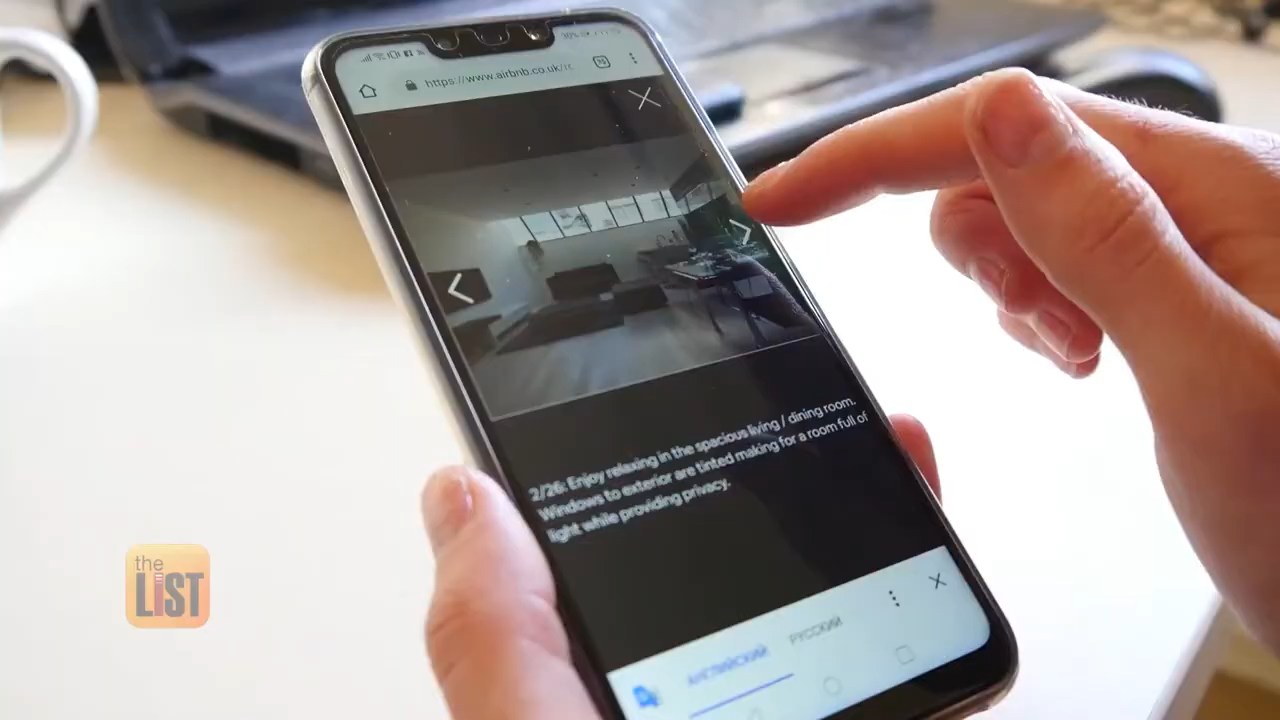 https://www.airbnb.co.uk/rc
2/26: Enjoy relaxing in the spacious living / dining room.
Windows to exterior are tinted making for a room full of
light while providing privacy.
АНГЛИЙСКИЙ
РУССКИЙ
the
LIST